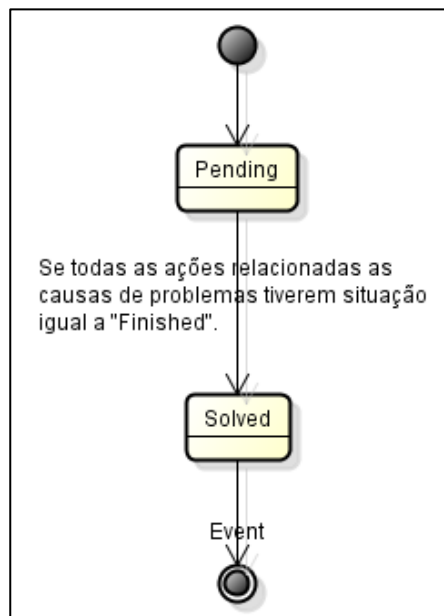 Pending
Se todas as ações relacionadas as
causas de problemas tiverem situação
igual a "Finished".
Solved
Event